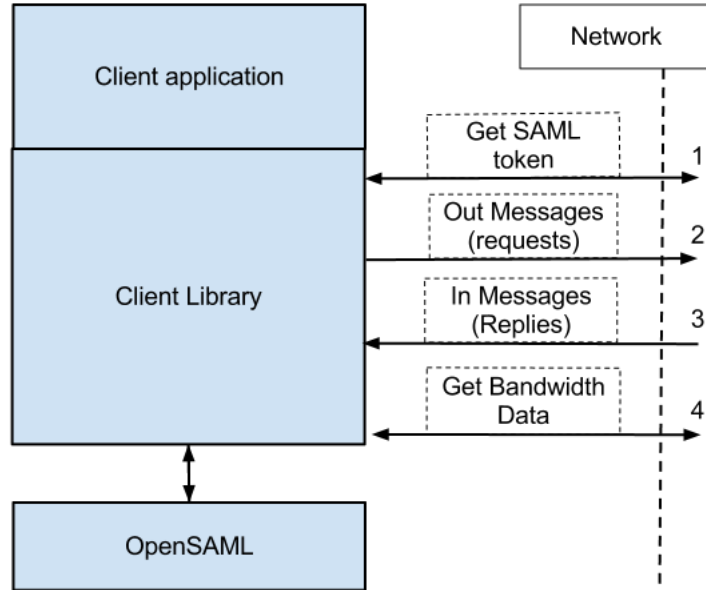 Client application
Network
Get SAML
token
1
Out Messages
(requests)
2
Client Library
In Messages
(Replies)
3
Get Bandwidth
Data
4
OpenSAML